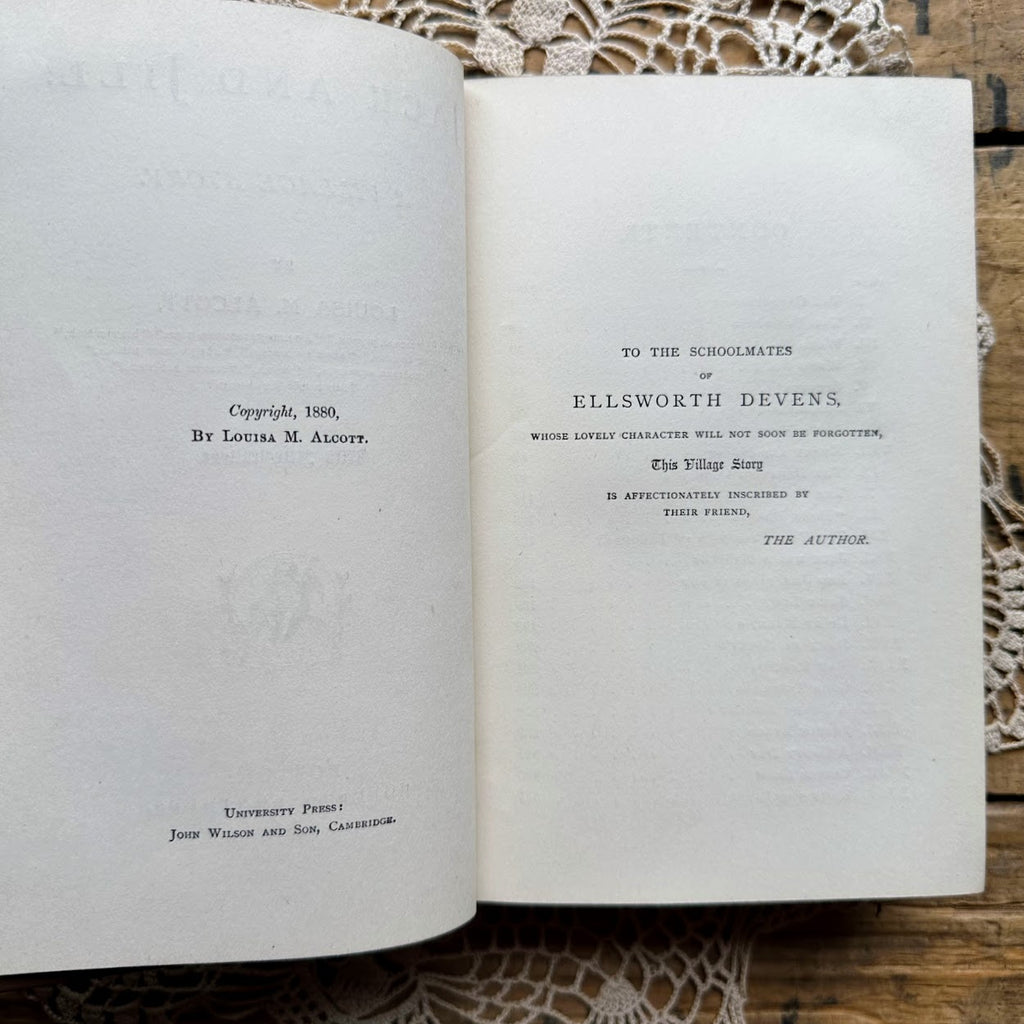 Copyright, 1880,
By Louisa M. Alcott.
University Press:
John Wilson and Son, Cambridge.
TO THE SCHOOLMATES
OF
ELLSWORTH DEVENS,
WHOSE LOVELY CHARACTER WILL NOT SOON BE FORGOTTEN,
This Village Story
IS AFFECTIONATELY INSCRIBED BY
THEIR FRIEND,
THE AUTHOR.